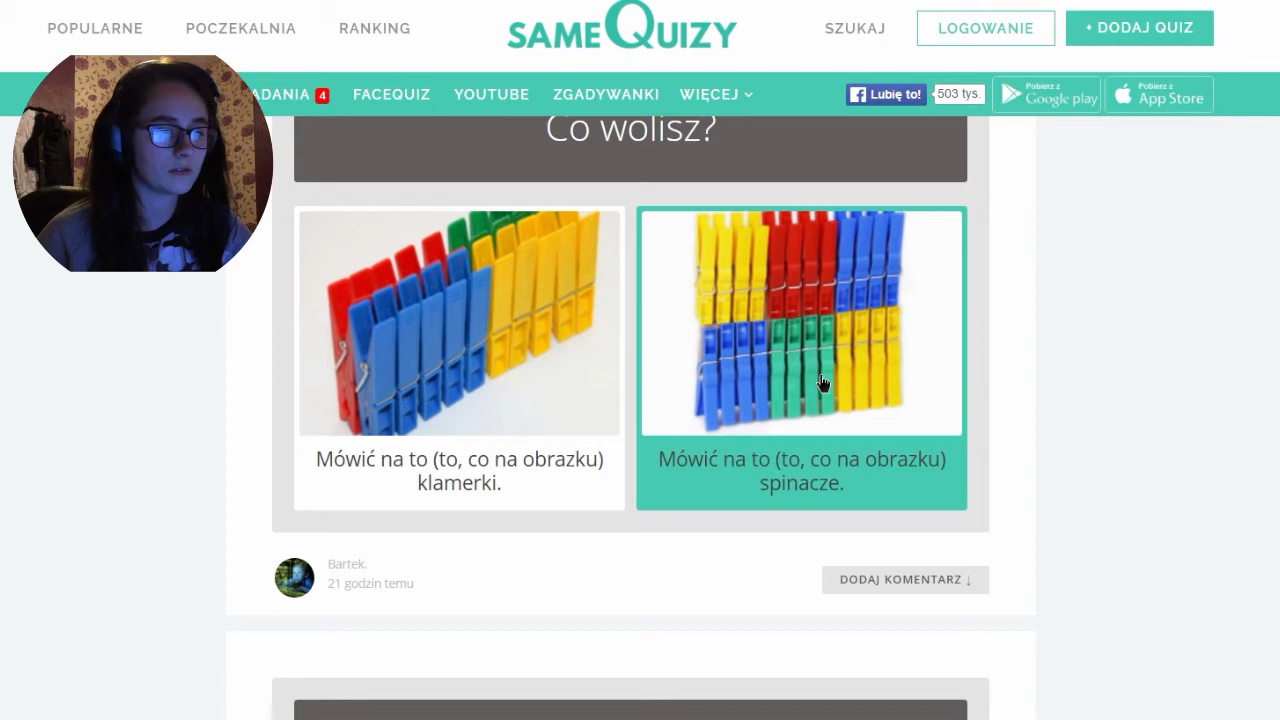 POPULARNE POCZEKALNIA RANKING SAMEQUIZY SZUKAJ LOGOWANIE + DODAJ QUIZ
ADANIA 4 FACEQUIZ YOUTUBE ZGADYWANKI WIĘCEJ Lubię to! 503 tys. Pobierz z Google play Pobierz z App Store
Co wolisz?
Mówić na to (to, co na obrazku)
klamerki.
Mówić na to (to, co na obrazku)
spinacze.
Bartek.
21 godzin temu
DODAJ KOMENTARZ ↓